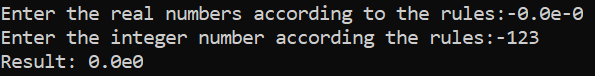 Enter the real numbers according to the rules:-0.0e-0
Enter the integer number according the rules:-123
Result: 0.0e0